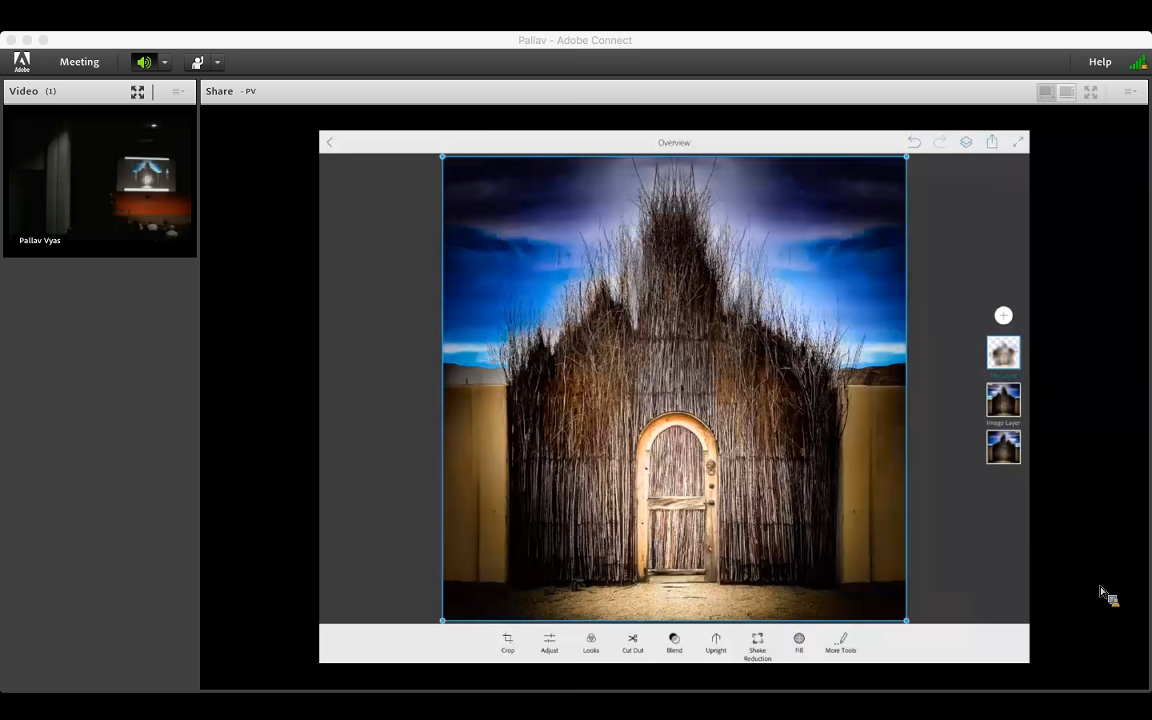 Pallav - Adobe Connect
Adobe
Meeting
Help
Video (1)
Share - PV
Pallav Vyas
Overview
Image Layer
Crop
Adjust
Looks
Cut Out
Blend
Upright
Shake
Reduction
Fill
More Tools